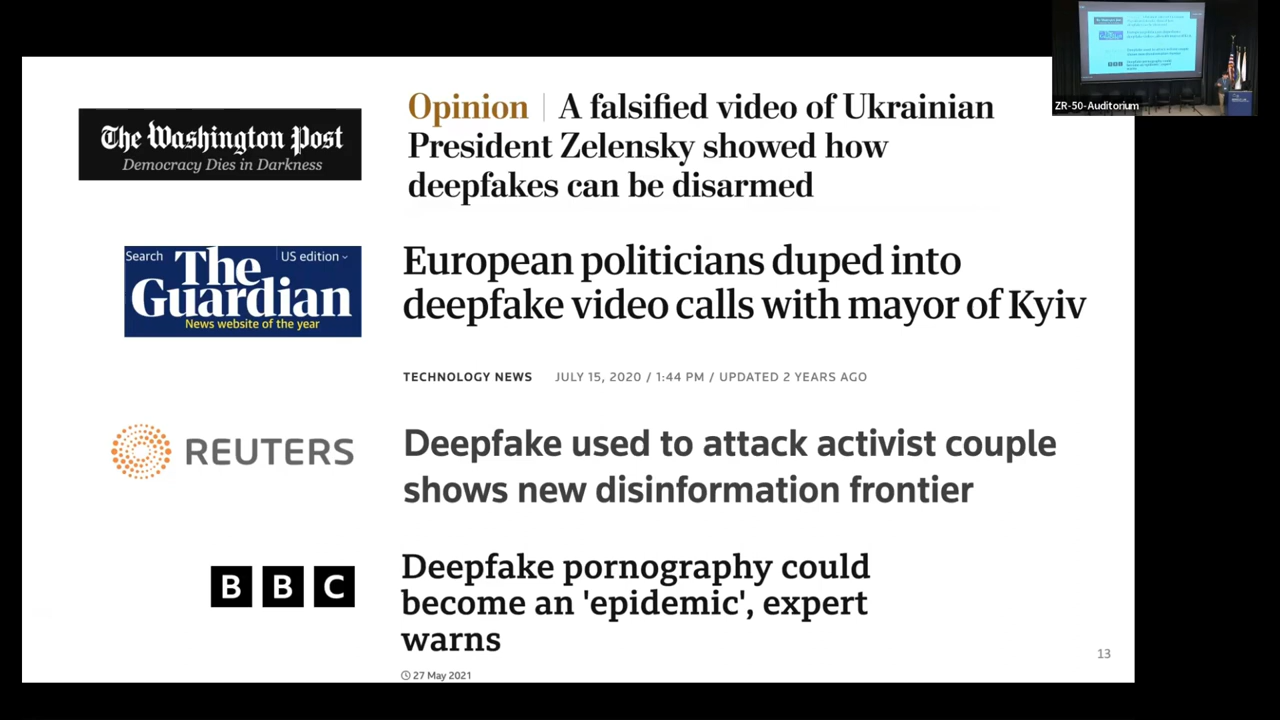 ZR-50-Auditorium
The Washington Post
Democracy Dies in Darkness
Opinion | A falsified video of Ukrainian
President Zelensky showed how
deepfakes can be disarmed
Search
US edition
The
Guardian
News website of the year
European politicians duped into
deepfake video calls with mayor of Kyiv
TECHNOLOGY NEWS JULY 15, 2020 / 1:44 PM / UPDATED 2 YEARS AGO
REUTERS
Deepfake used to attack activist couple
shows new disinformation frontier
BBC
Deepfake pornography could
become an 'epidemic', expert
warns
27 May 2021
13